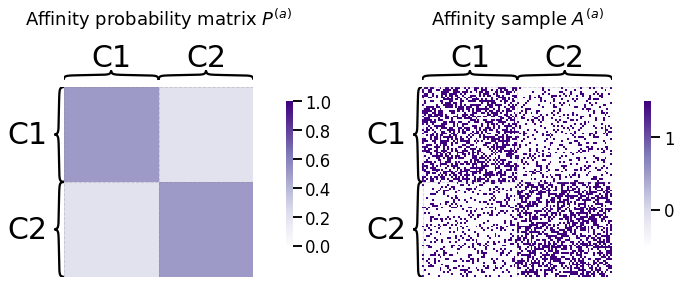 Affinity probability matrix P^(a)
C1 C2
C1
C2
1.0
0.8
0.6
0.4
0.2
0.0
Affinity sample A^(a)
C1 C2
C1
C2
1
0